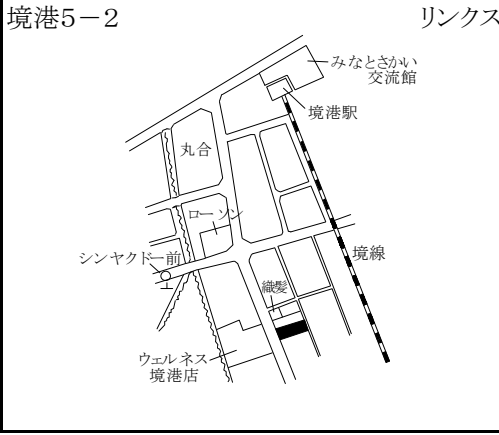 境港5－2
リンクス
みなとさかい
交流館
境港駅
丸合
ローソン
シンヤクドー前
境線
織髪
ウェルネス
境港店